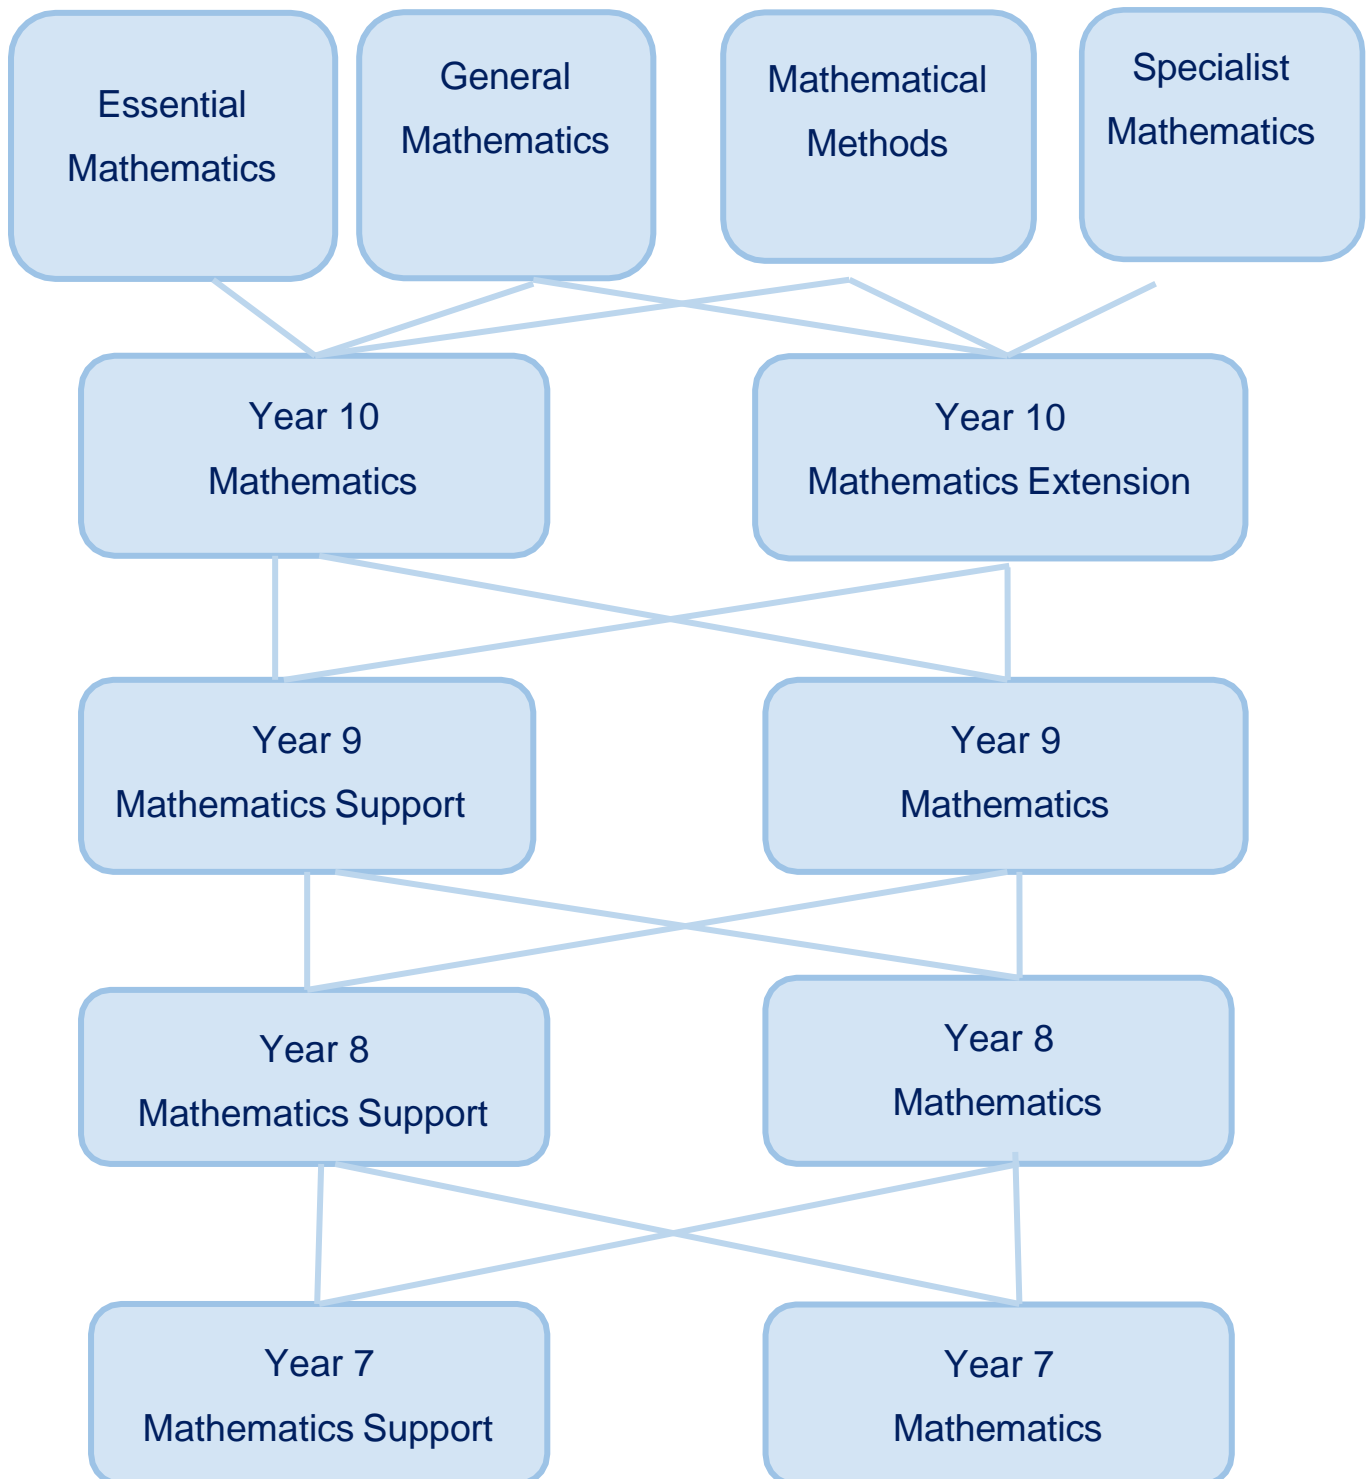 Essential
Mathematics
General
Mathematics
Mathematical
Methods
Specialist
Mathematics
Year 10
Mathematics
Year 10
Mathematics Extension
Year 9
Mathematics Support
Year 9
Mathematics
Year 8
Mathematics Support
Year 8
Mathematics
Year 7
Mathematics Support
Year 7
Mathematics